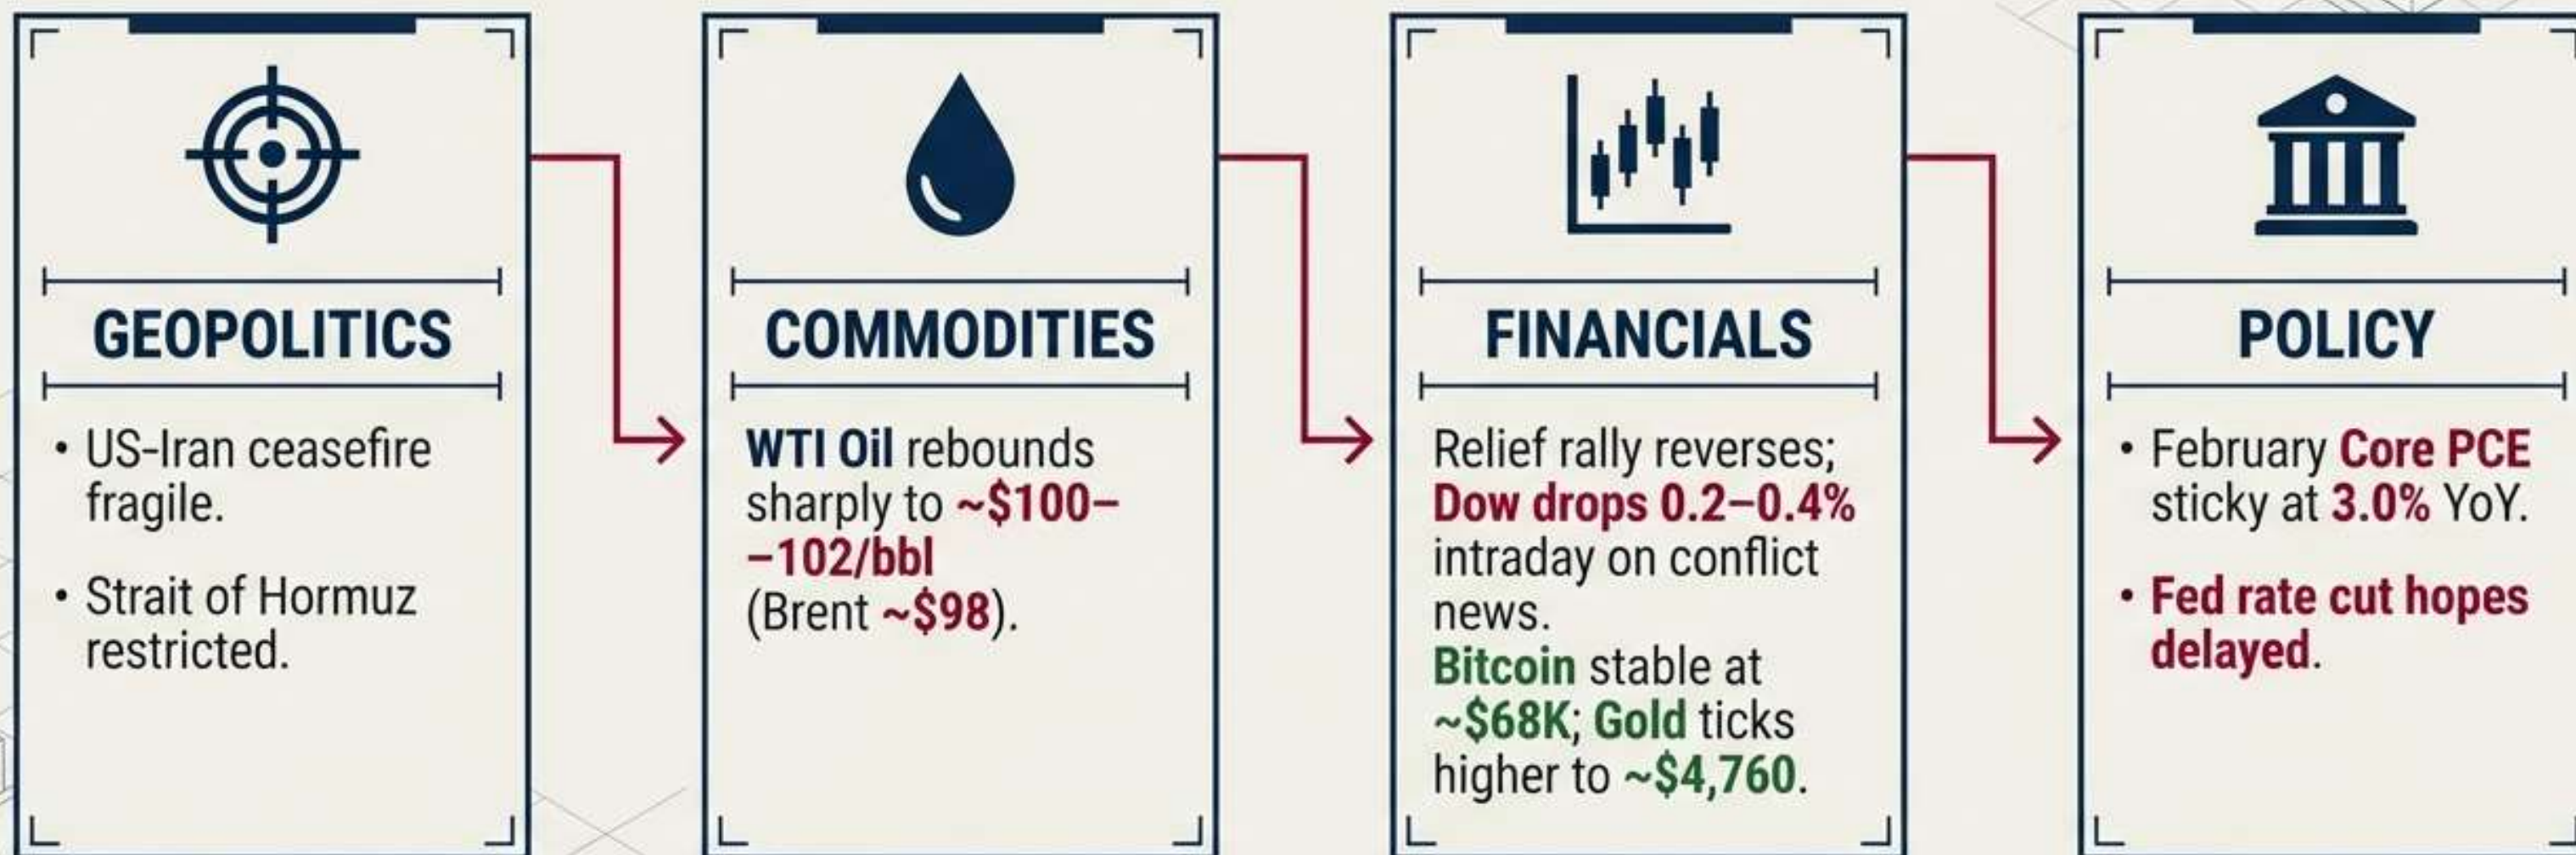 GEOPOLITICS
• US-Iran ceasefire
fragile.
• Strait of Hormuz
restricted.
COMMODITIES
WTI Oil rebounds
sharply to ~$100–
–102/bbl
(Brent ~$98).
FINANCIALS
Relief rally reverses;
Dow drops 0.2–0.4%
intraday on conflict
news.
Bitcoin stable at
~$68K; Gold ticks
higher to ~$4,760.
POLICY
• February Core PCE
sticky at 3.0% YoY.
• Fed rate cut hopes
delayed.